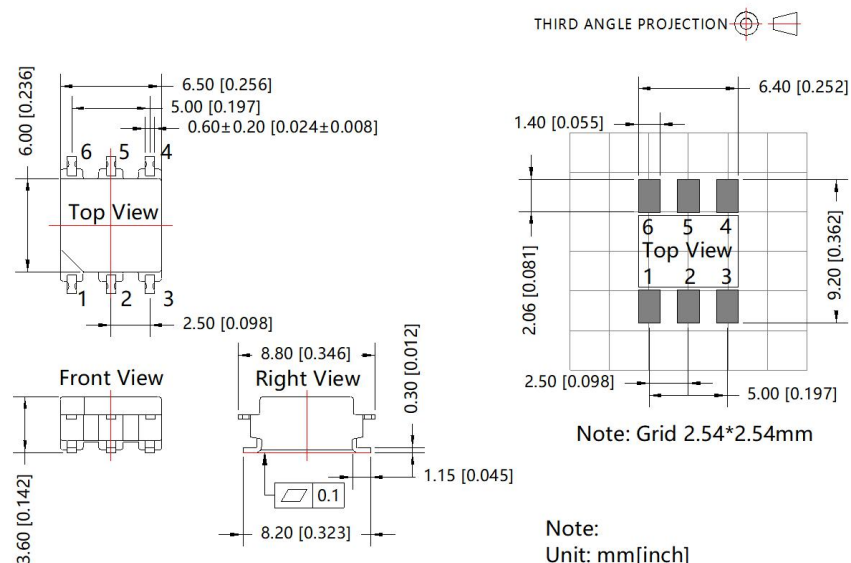 THIRD ANGLE PROJECTION
6.00 [0.236]
6.50 [0.256]
5.00 [0.197]
0.60±0.20 [0.024±0.008]
6 5 4
Top View
1 2 3
2.50 [0.098]
6.40 [0.252]
1.40 [0.055]
6 5 4
Top View
1 2 3
2.06 [0.081]
9.20 [0.362]
2.50 [0.098]
5.00 [0.197]
Note: Grid 2.54*2.54mm
Front View
3.60 [0.142]
8.80 [0.346]
Right View
0.30 [0.012]
1.15 [0.045]
0.1
8.20 [0.323]
Note:
Unit: mm[inch]